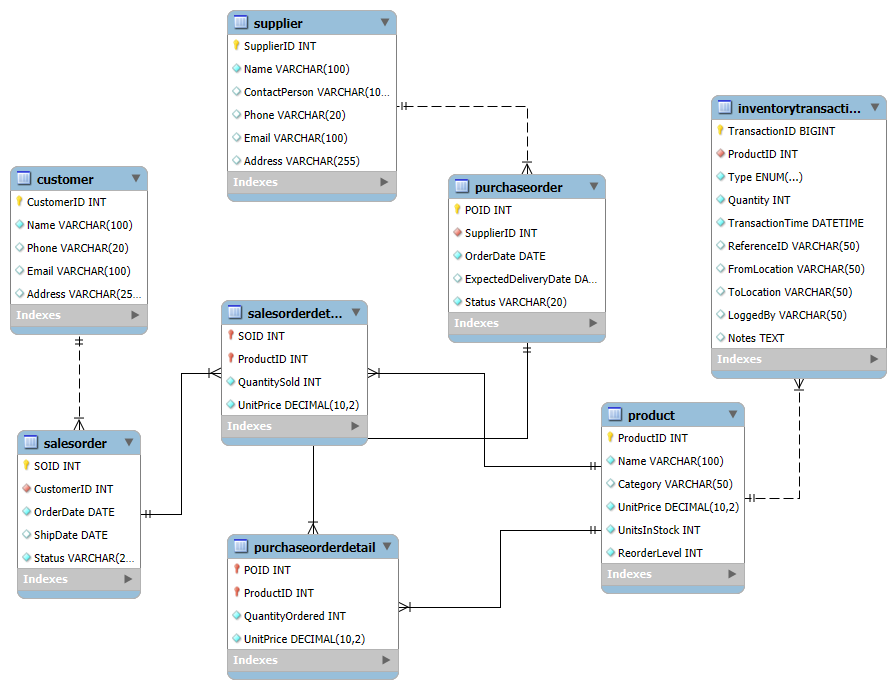 supplier
SupplierID INT
Name VARCHAR(100)
ContactPerson VARCHAR(10...
Phone VARCHAR(20)
Email VARCHAR(100)
Address VARCHAR(255)
Indexes
inventorytransacti...
TransactionID BIGINT
ProductID INT
Type ENUM(...)
Quantity INT
TransactionTime DATETIME
ReferenceID VARCHAR(50)
FromLocation VARCHAR(50)
ToLocation VARCHAR(50)
LoggedBy VARCHAR(50)
Notes TEXT
Indexes
customer
CustomerID INT
Name VARCHAR(100)
Phone VARCHAR(20)
Email VARCHAR(100)
Address VARCHAR(25...
Indexes
purchaseorder
POID INT
SupplierID INT
OrderDate DATE
ExpectedDeliveryDate DA...
Status VARCHAR(20)
Indexes
salesorderdet...
SOID INT
ProductID INT
QuantitySold INT
UnitPrice DECIMAL(10,2)
Indexes
product
ProductID INT
Name VARCHAR(100)
Category VARCHAR(50)
UnitPrice DECIMAL(10,2)
UnitsInStock INT
ReorderLevel INT
Indexes
salesorder
SOID INT
CustomerID INT
OrderDate DATE
ShipDate DATE
Status VARCHAR(2...
Indexes
purchaseorderdetail
POID INT
ProductID INT
QuantityOrdered INT
UnitPrice DECIMAL(10,2)
Indexes